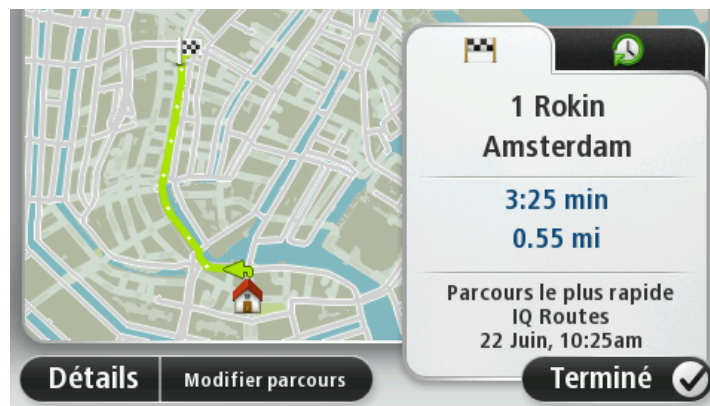 1 Rokin
Amsterdam
3:25 min
0.55 mi
Parcours le plus rapide
IQ Routes
22 Juin, 10:25am
Détails
Modifier parcours
Terminé